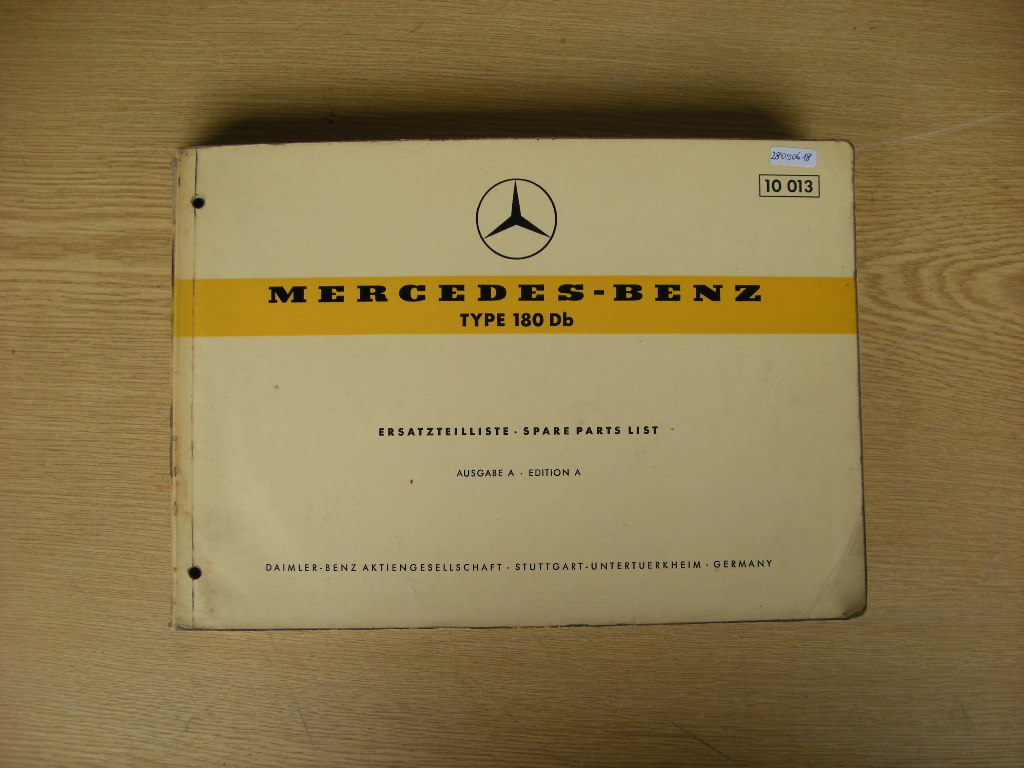 28050618
10 013
MERCEDES-BENZ
TYPE 180 Db
ERSATZTEILLISTE · SPARE PARTS LIST
AUSGABE A · EDITION A
DAIMLER-BENZ AKTIENGESELLSCHAFT · STUTTGART-UNTERTUERKHEIM · GERMANY